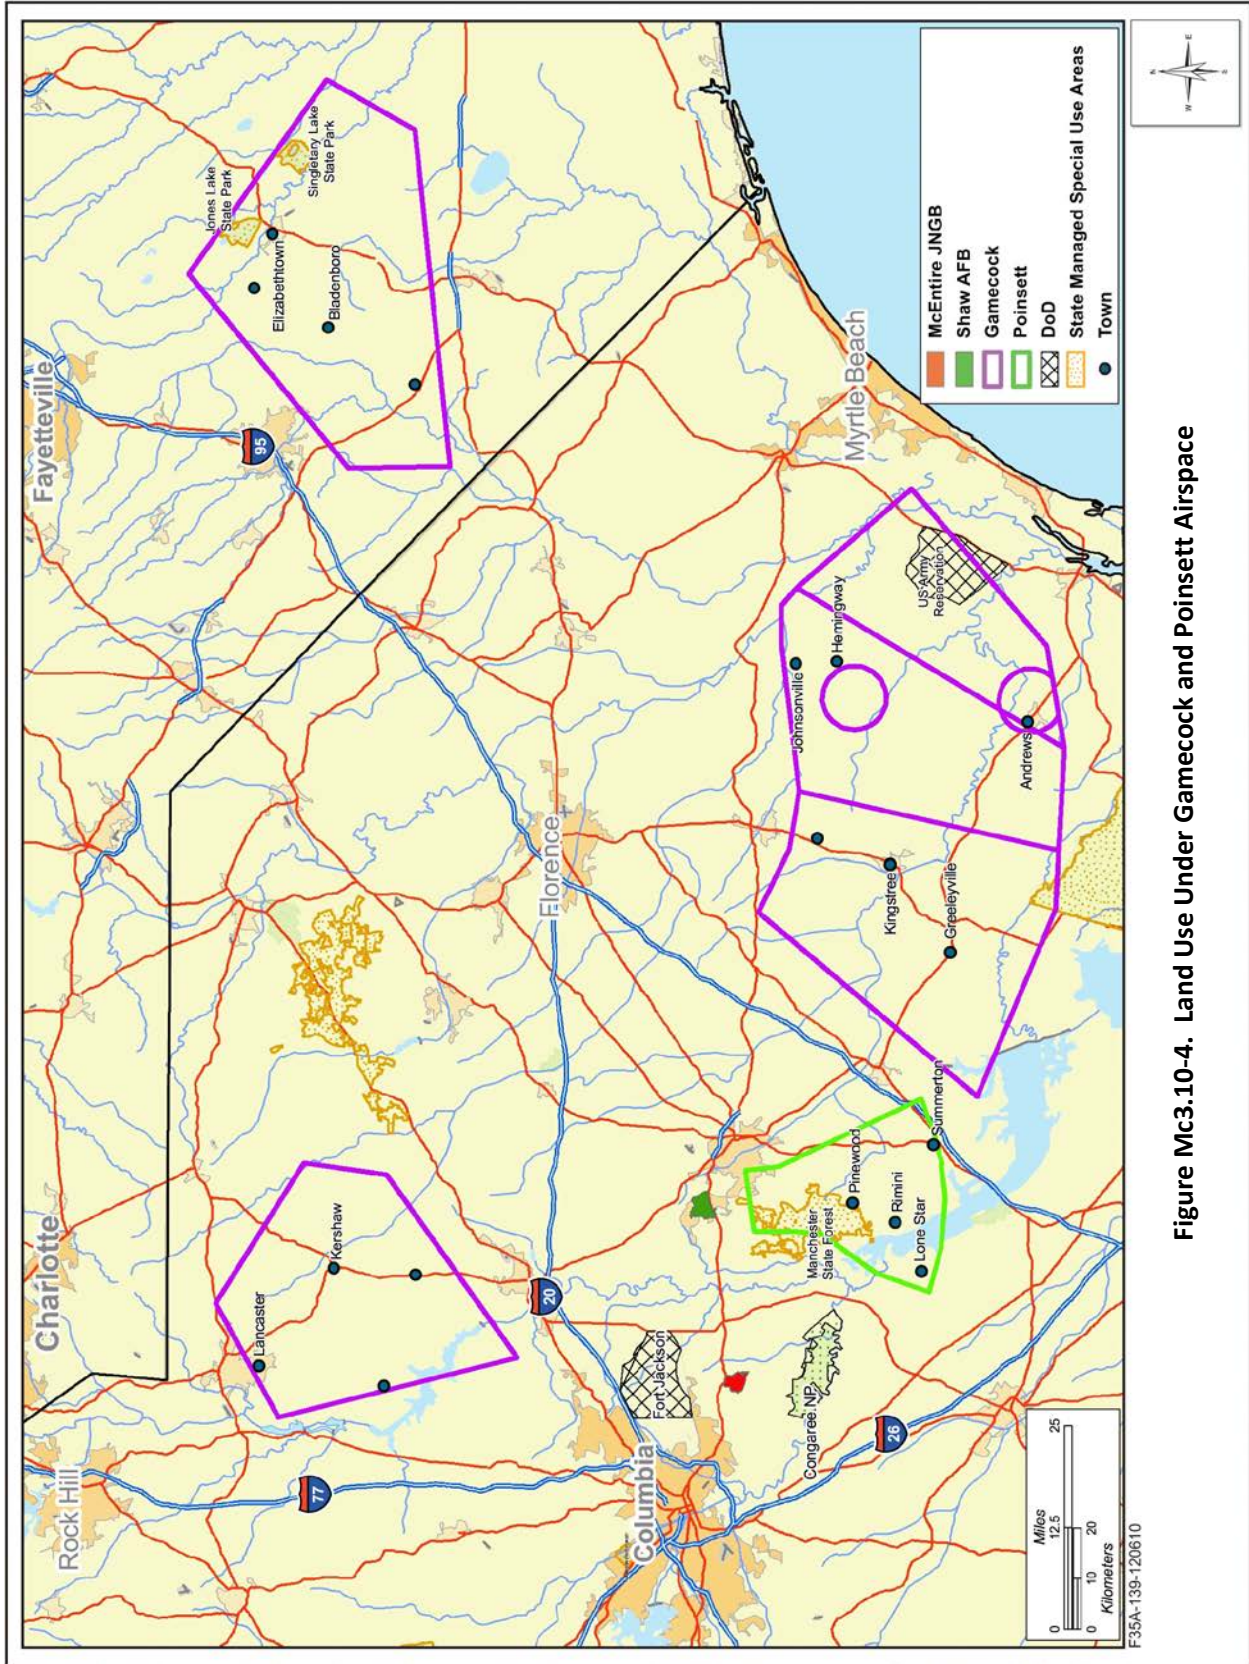 Fayetteville
Charlotte
Rock Hill
Jones Lake
State Park
Singletary Lake
State Park
Elizabethtown
Bladenboro
95
Lancaster
Kershaw
77
20
Florence
Columbia
Fort Jackson
Congaree NP
26
Manchester
State Forest
Pinewood
Rimini
Lone Star
Summerton
Kingstree
Greeleyville
Johnsonville
Hemingway
Andrews
US Army
Reservation
Myrtle Beach
McEntire JNGB
Shaw AFB
Gamecock
Poinsett
DoD
State Managed Special Use Areas
Town
N
W
E
S
Miles
0 12.5 25
0 10 20
Kilometers
F35A-139-120610
Figure Mc3.10-4. Land Use Under Gamecock and Poinsett Airspace